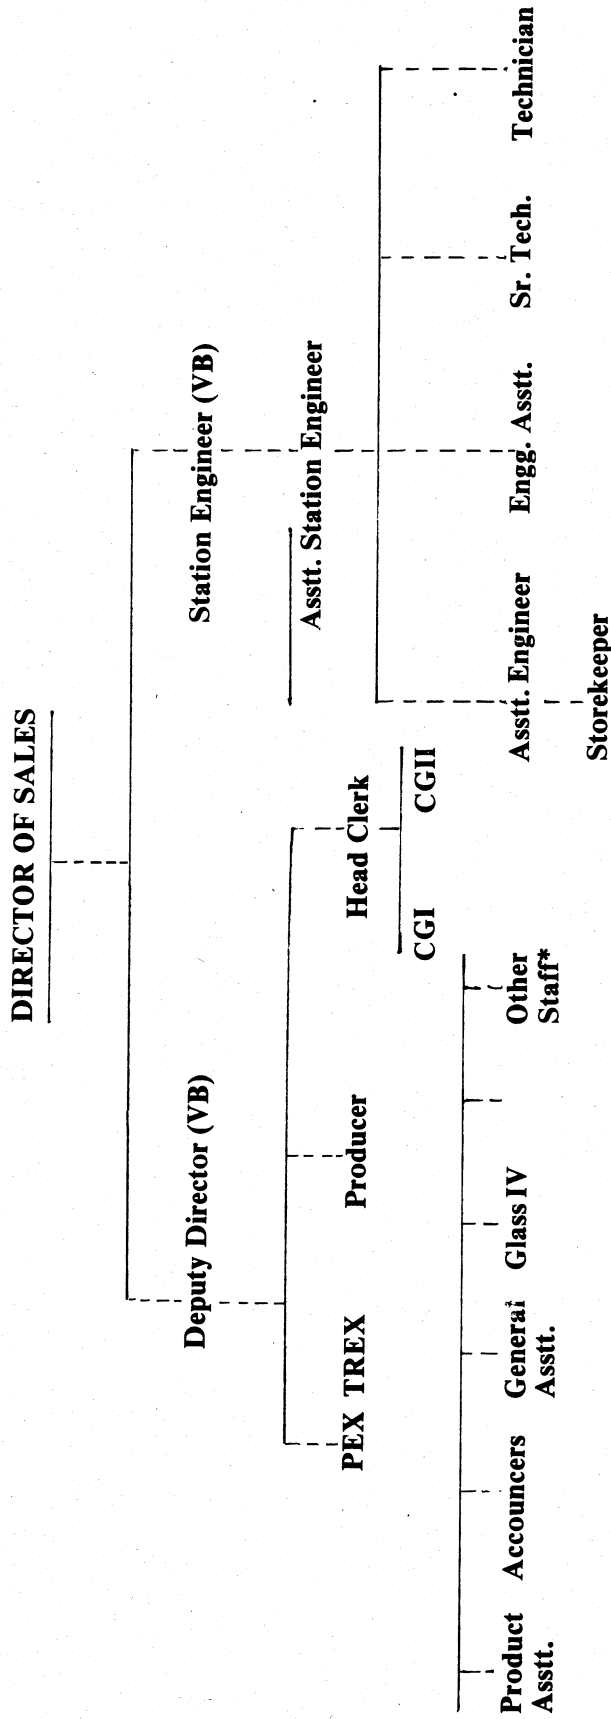 DIRECTOR OF SALES
Deputy Director (VB)
Station Engineer (VB)
Asstt. Station Engineer
PEX TREX
Producer
Head Clerk
CGI
CGII
Product
Asstt.
Accouncers
General
Asstt.
Glass IV
Other
Staff*
Asstt. Engineer
Engg. Asstt.
Sr. Tech.
Technician
Storekeeper